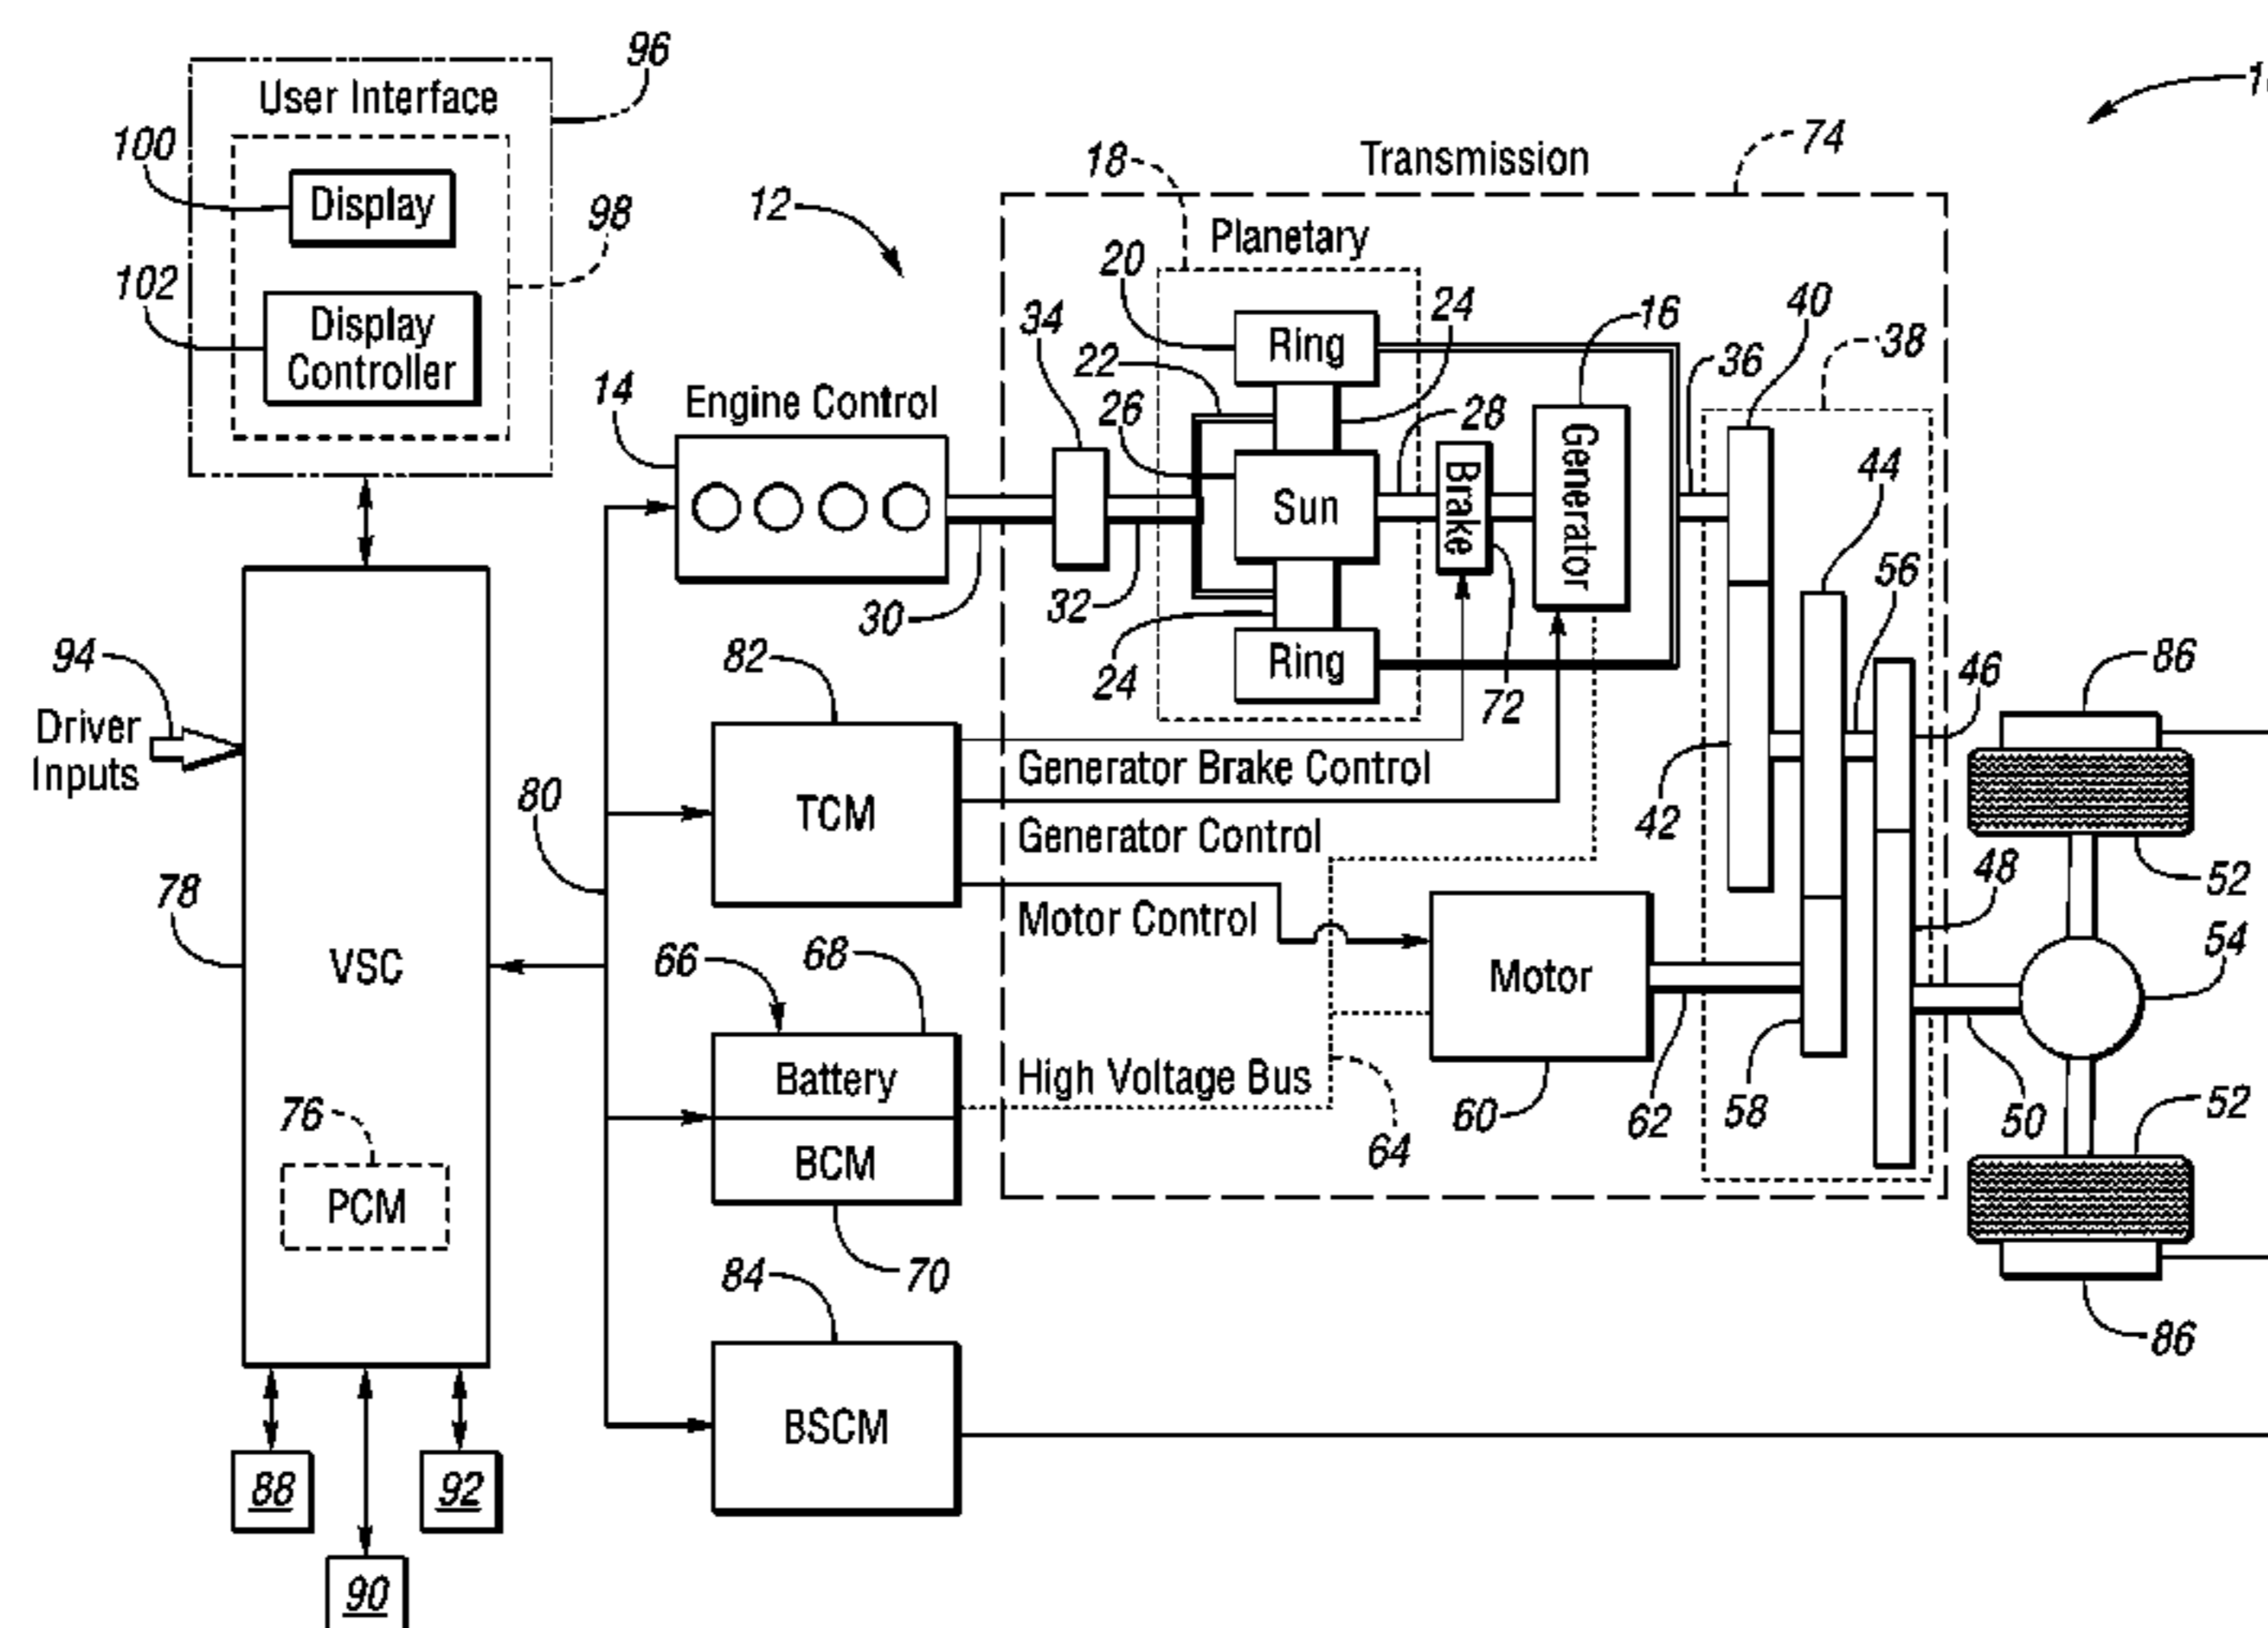 96
User Interface
100
Display
98
102
Display
Controller
12
Transmission
74
18
Planetary
20
Ring
24
16
40
38
34
22
26
28
36
14
Engine Control
Sun
Brake
Generator
44
56
30
32
24
Ring
72
46
86
94
Driver
Inputs
82
80
TCM
Generator Brake Control
Generator Control
Motor Control
42
48
52
54
78
VSC
66
68
Battery
BCM
70
High Voltage Bus
64
Motor
60
62
58
50
52
76
PCM
84
BSCM
86
88
92
90